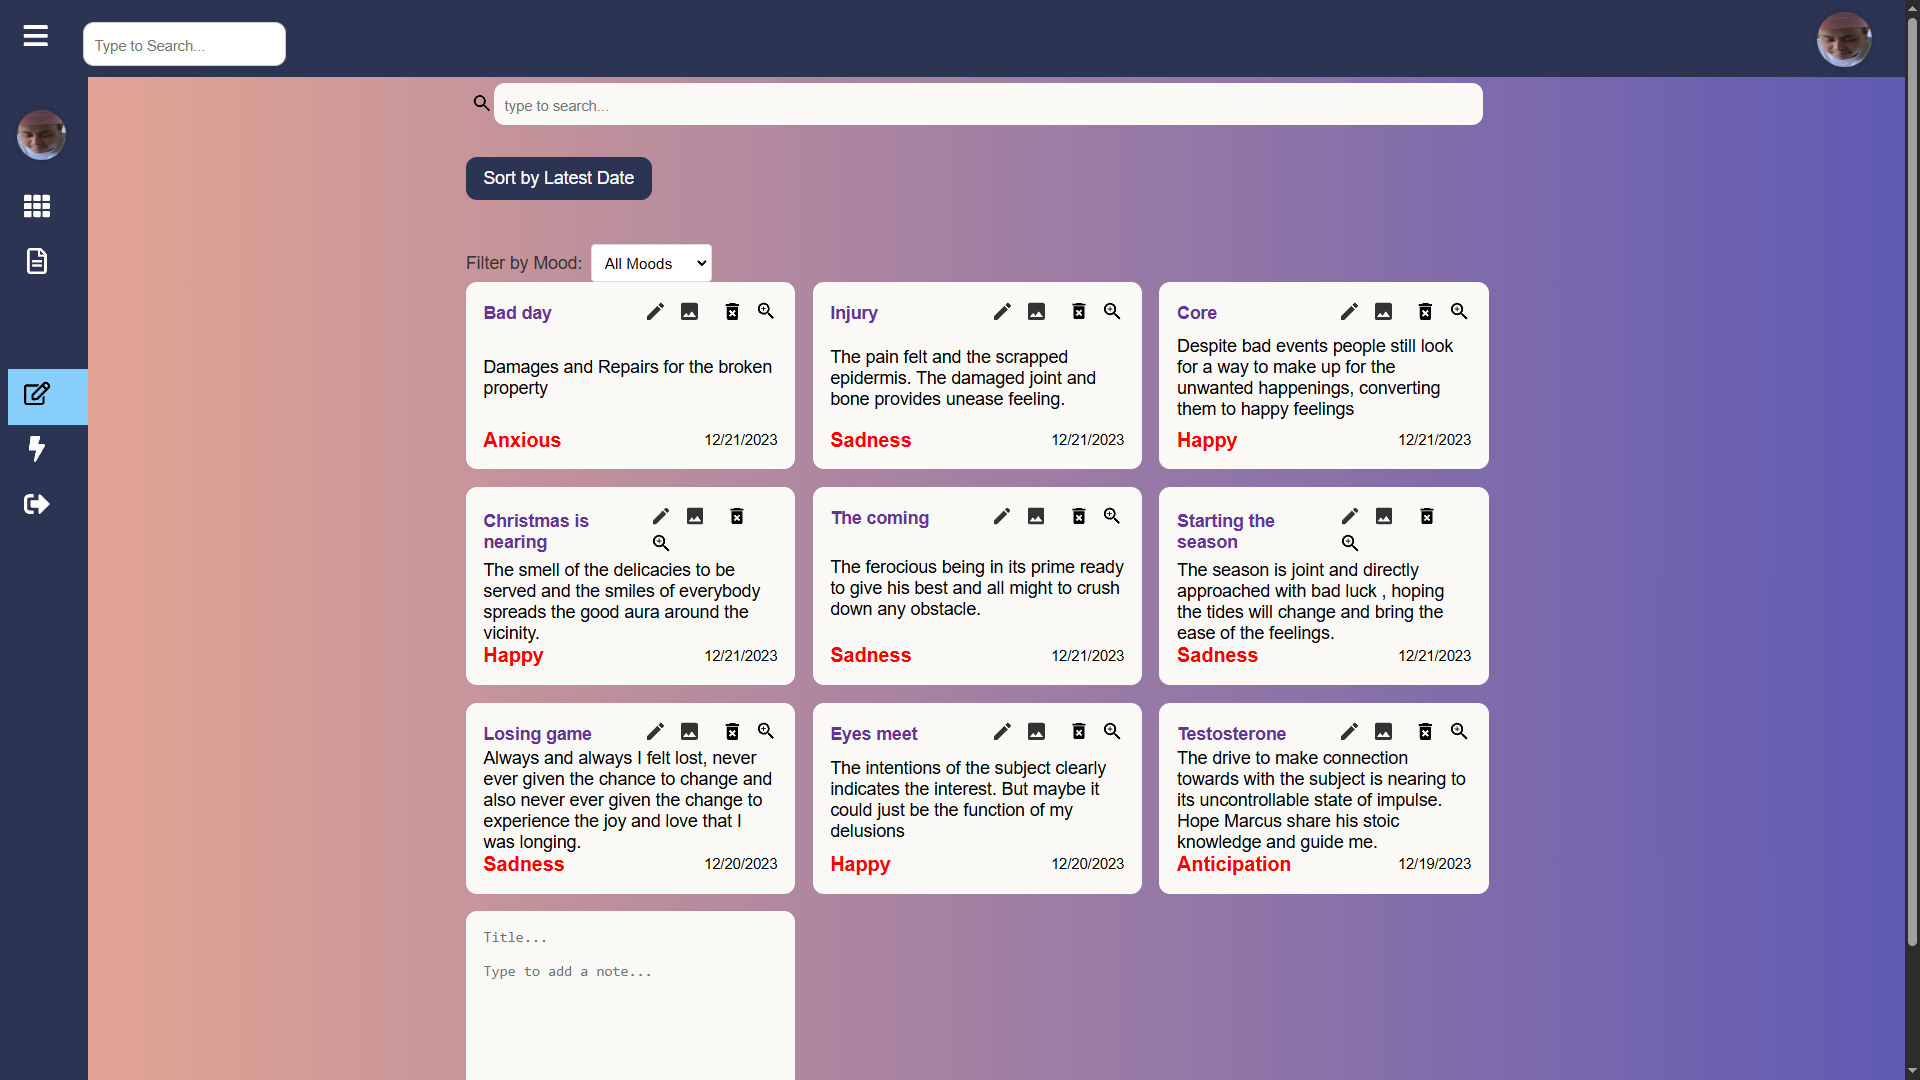 Type to Search...
type to search...
Sort by Latest Date
Filter by Mood: All Moods
Bad day
Damages and Repairs for the broken
property
Anxious 12/21/2023
Injury
The pain felt and the scrapped
epidermis. The damaged joint and
bone provides unease feeling.
Sadness 12/21/2023
Core
Despite bad events people still look
for a way to make up for the
unwanted happenings, converting
them to happy feelings
Happy 12/21/2023
Christmas is
nearing
The smell of the delicacies to be
served and the smiles of everybody
spreads the good aura around the
vicinity.
Happy 12/21/2023
The coming
The ferocious being in its prime ready
to give his best and all might to crush
down any obstacle.
Sadness 12/21/2023
Starting the
season
The season is joint and directly
approached with bad luck , hoping
the tides will change and bring the
ease of the feelings.
Sadness 12/21/2023
Losing game
Always and always I felt lost, never
ever given the chance to change and
also never ever given the change to
experience the joy and love that I
was longing.
Sadness 12/20/2023
Eyes meet
The intentions of the subject clearly
indicates the interest. But maybe it
could just be the function of my
delusions
Happy 12/20/2023
Testosterone
The drive to make connection
towards with the subject is nearing to
its uncontrollable state of impulse.
Hope Marcus share his stoic
knowledge and guide me.
Anticipation 12/19/2023
Title...
Type to add a note...